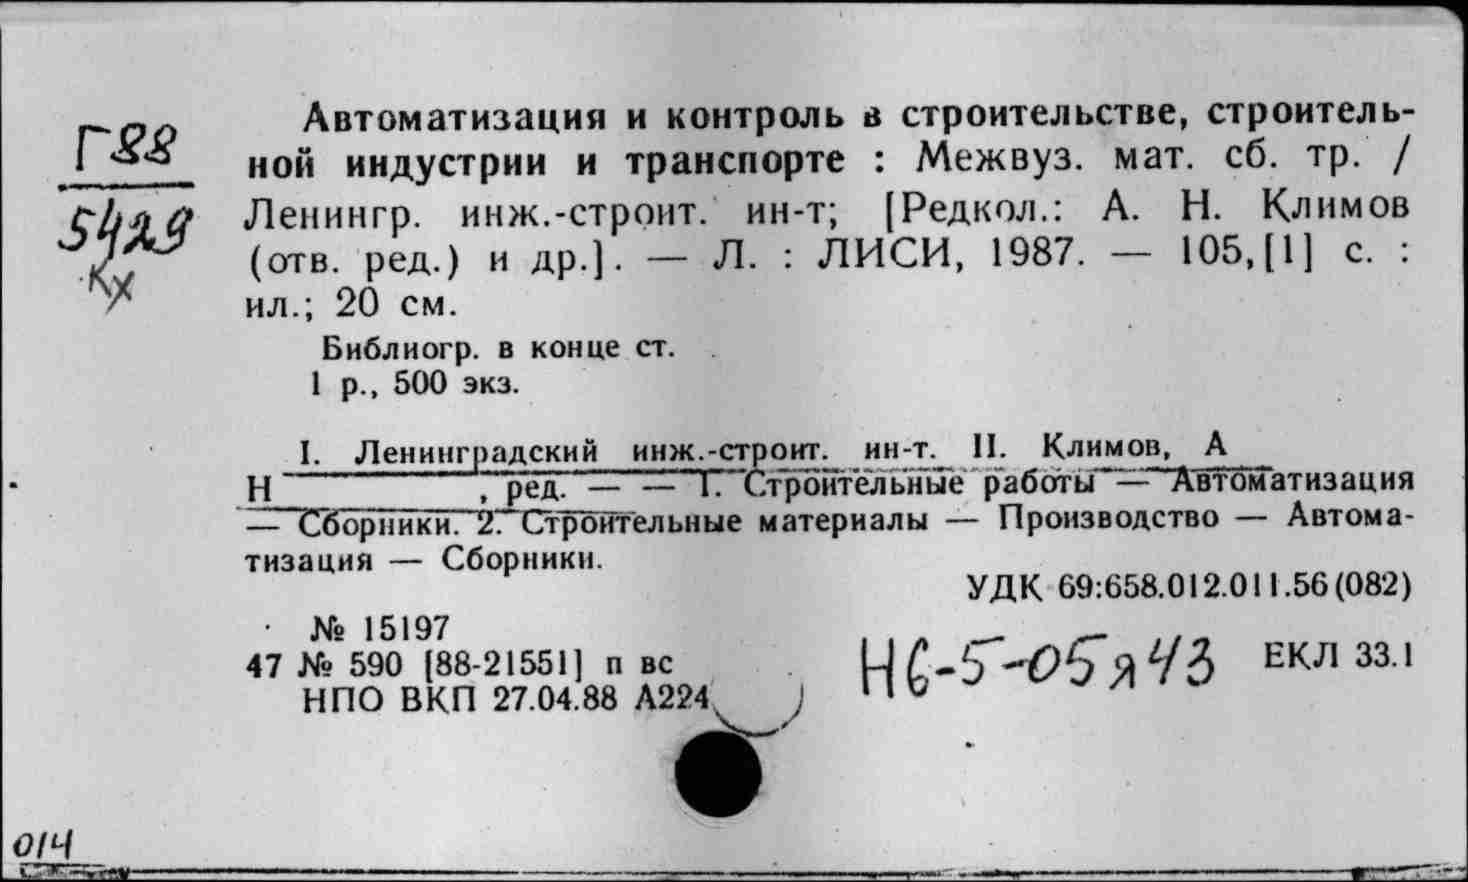 Г88
5429
Кх
Автоматизация и контроль в строительстве, строитель-
ной индустрии и транспорте : Межвуз. мат. сб. тр. /
Ленингр. инж.-строит. ин-т; [Редкол.: А. Н. Климов
(отв. ред.) и др.]. — Л. : ЛИСИ, 1987. — 105,[1] с. :
ил.; 20 см.
Библиогр. в конце ст.
1 р., 500 экз.
I. Ленинградский инж.-строит. ин-т. II. Климов, А
Н , ред. — — 1. Строительные работы — Автоматизация
— Сборники. 2. Строительные материалы — Производство — Автома-
тизация — Сборники.
УДК 69:658.012.011.56(082)
№ 15197
47 № 590 [88-21551] п вс
НПО ВКП 27.04.88 А224
Н6-5-05я43
ЕКЛ 33.1
014